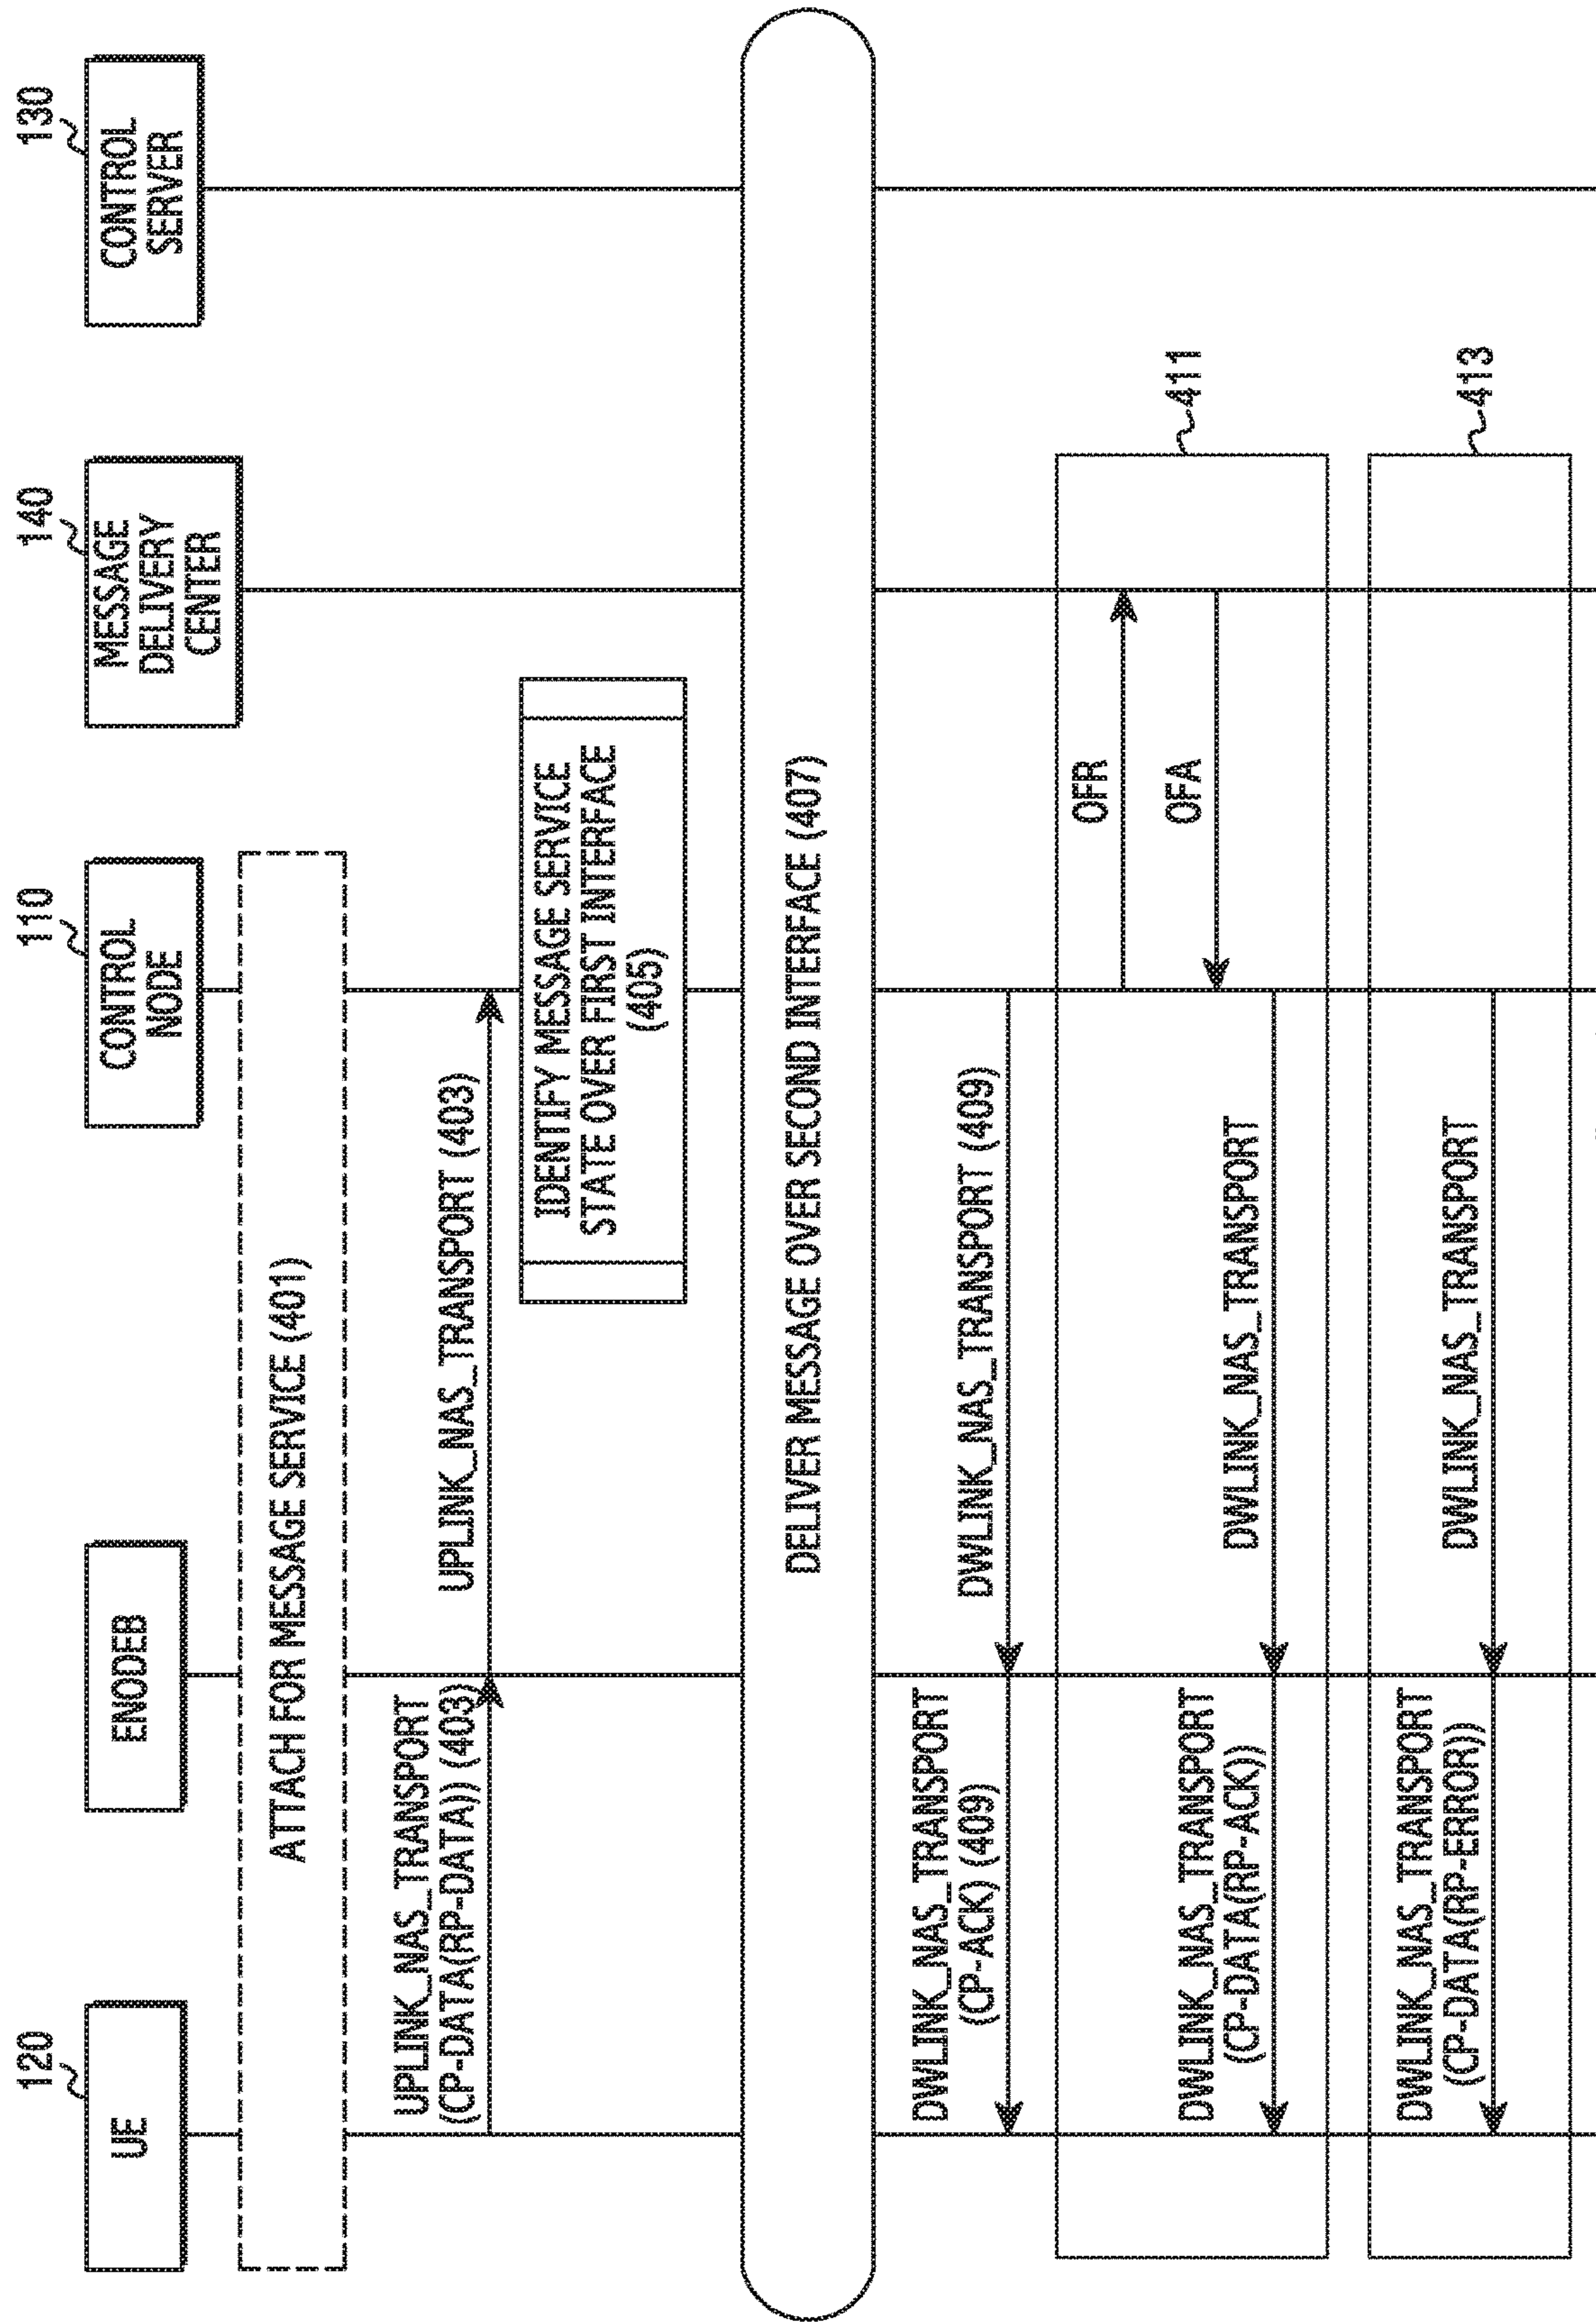 120
UE
ENODEB
110
CONTROL
NODE
140
MESSAGE
DELIVERY
CENTER
130
CONTROL
SERVER
ATTACH FOR MESSAGE SERVICE (401)
UPLINK_NAS_TRANSPORT
(CP-DATA(RP-DATA)) (403)
UPLINK_NAS_TRANSPORT (403)
IDENTIFY MESSAGE SERVICE
STATE OVER FIRST INTERFACE
(405)
DELIVER MESSAGE OVER SECOND INTERFACE (407)
DWLINK_NAS_TRANSPORT
(CP-ACK) (409)
DWLINK_NAS_TRANSPORT (409)
OFR
OFA
411
DWLINK_NAS_TRANSPORT
(CP-DATA(RP-ACK))
DWLINK_NAS_TRANSPORT
413
DWLINK_NAS_TRANSPORT
(CP-DATA(RP-ERROR))
DWLINK_NAS_TRANSPORT